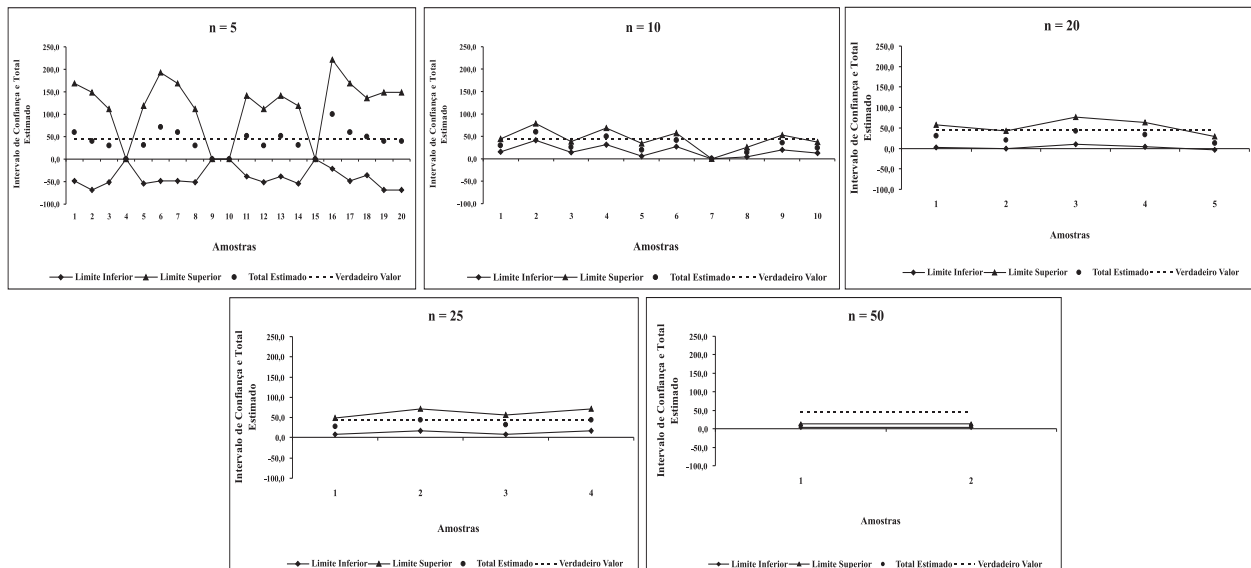 n = 5
Intervalo de Confiança e Total
Estimado
250,0
200,0
150,0
100,0
50,0
0,0
-50,0
-100,0
1 2 3 4 5 6 7 8 9 10 11 12 13 14 15 16 17 18 19 20
Amostras
Limite Inferior Limite Superior Total Estimado Verdadeiro Valor
n = 10
Intervalo de Confiança e Total
Estimado
250,0
200,0
150,0
100,0
50,0
0,0
-50,0
-100,0
1 2 3 4 5 6 7 8 9 10
Amostras
Limite Inferior Limite Superior Total Estimado Verdadeiro Valor
n = 20
Intervalo de Confiança e Total
Estimado
250,0
200,0
150,0
100,0
50,0
0,0
-50,0
-100,0
1 2 3 4 5
Amostras
Limite Inferior Limite Superior Total Estimado Verdadeiro Valor
n = 25
Intervalo de Confiança e Total
Estimado
250,0
200,0
150,0
100,0
50,0
0,0
-50,0
-100,0
1 2 3 4
Amostras
Limite Inferior Limite Superior Total Estimado Verdadeiro Valor
n = 50
Intervalo de Confiança e Total
Estimado
250,0
200,0
150,0
100,0
50,0
0,0
-50,0
-100,0
1 2
Amostras
Limite Inferior Limite Superior Total Estimado Verdadeiro Valor